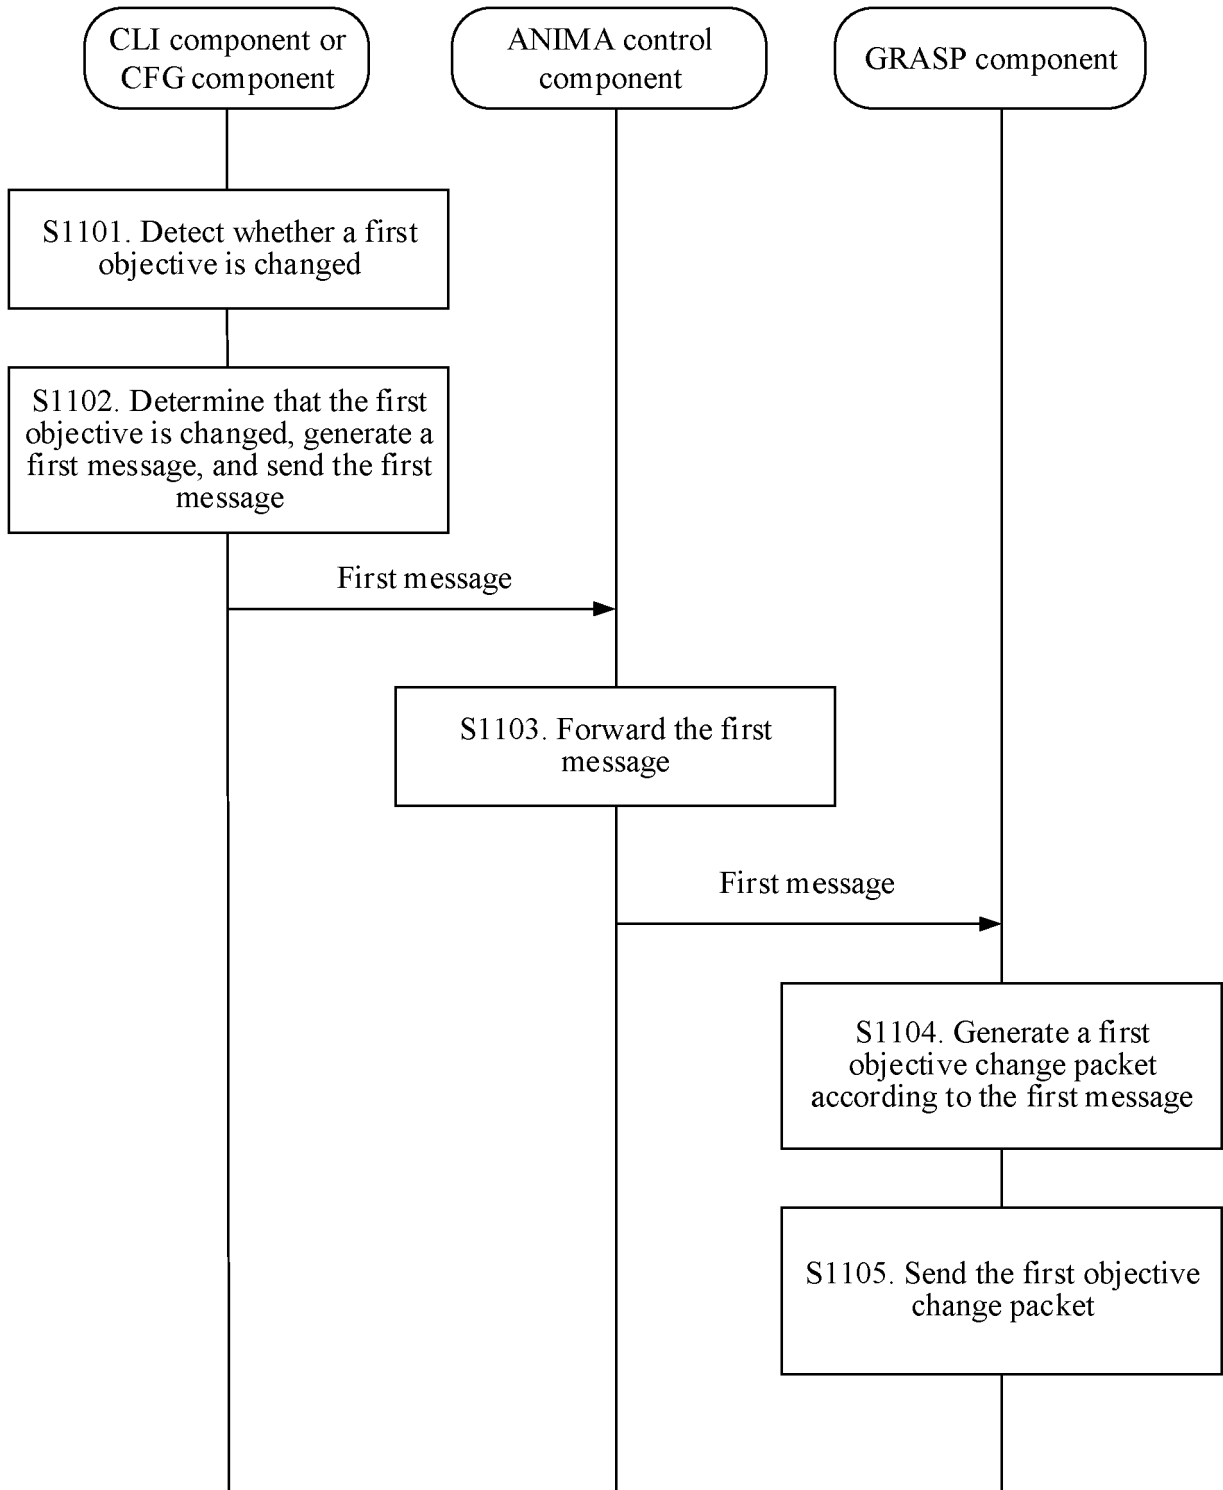 CLI component or
CFG component
ANIMA control
component
GRASP component
S1101. Detect whether a first
objective is changed
S1102. Determine that the first
objective is changed, generate a
first message, and send the first
message
First message
S1103. Forward the first
message
First message
S1104. Generate a first
objective change packet
according to the first message
S1105. Send the first objective
change packet